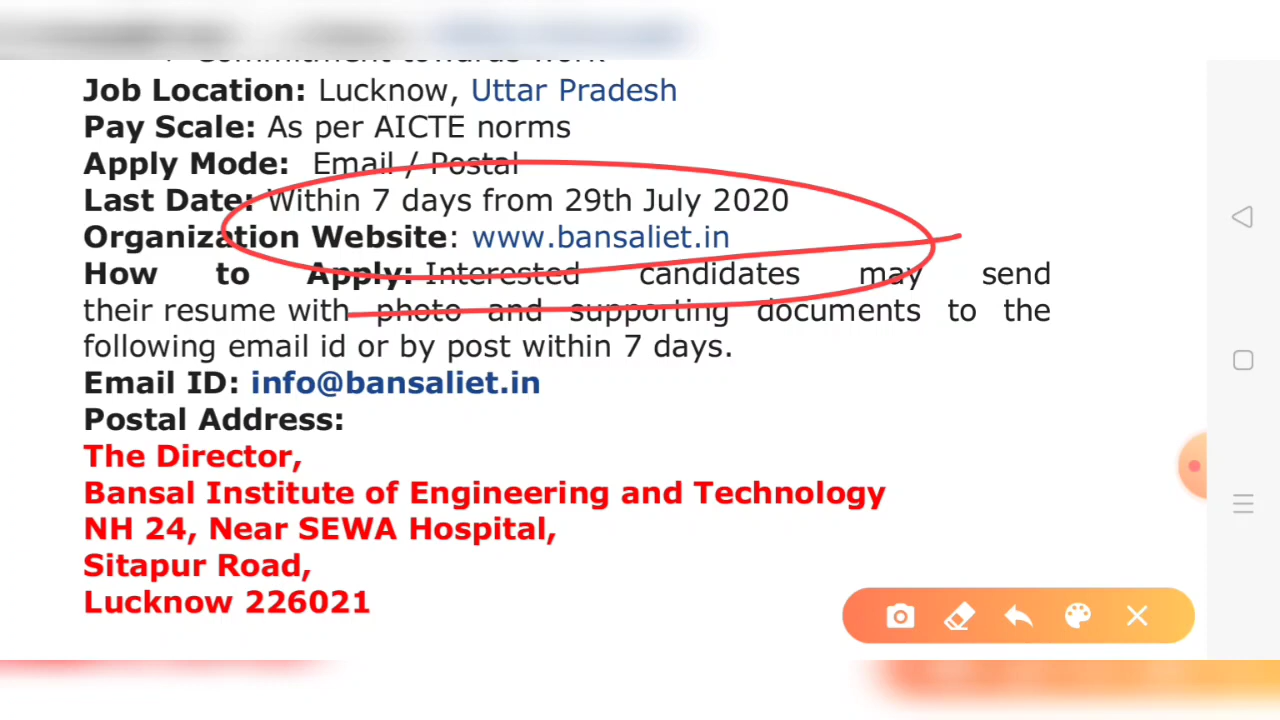 Commitment towards work
Job Location: Lucknow, Uttar Pradesh
Pay Scale: As per AICTE norms
Apply Mode: Email / Postal
Last Date: Within 7 days from 29th July 2020
Organization Website: www.bansaliet.in
How to Apply: Interested candidates may send
their resume with photo and supporting documents to the
following email id or by post within 7 days.
Email ID: info@bansaliet.in
Postal Address:
The Director,
Bansal Institute of Engineering and Technology
NH 24, Near SEWA Hospital,
Sitapur Road,
Lucknow 226021